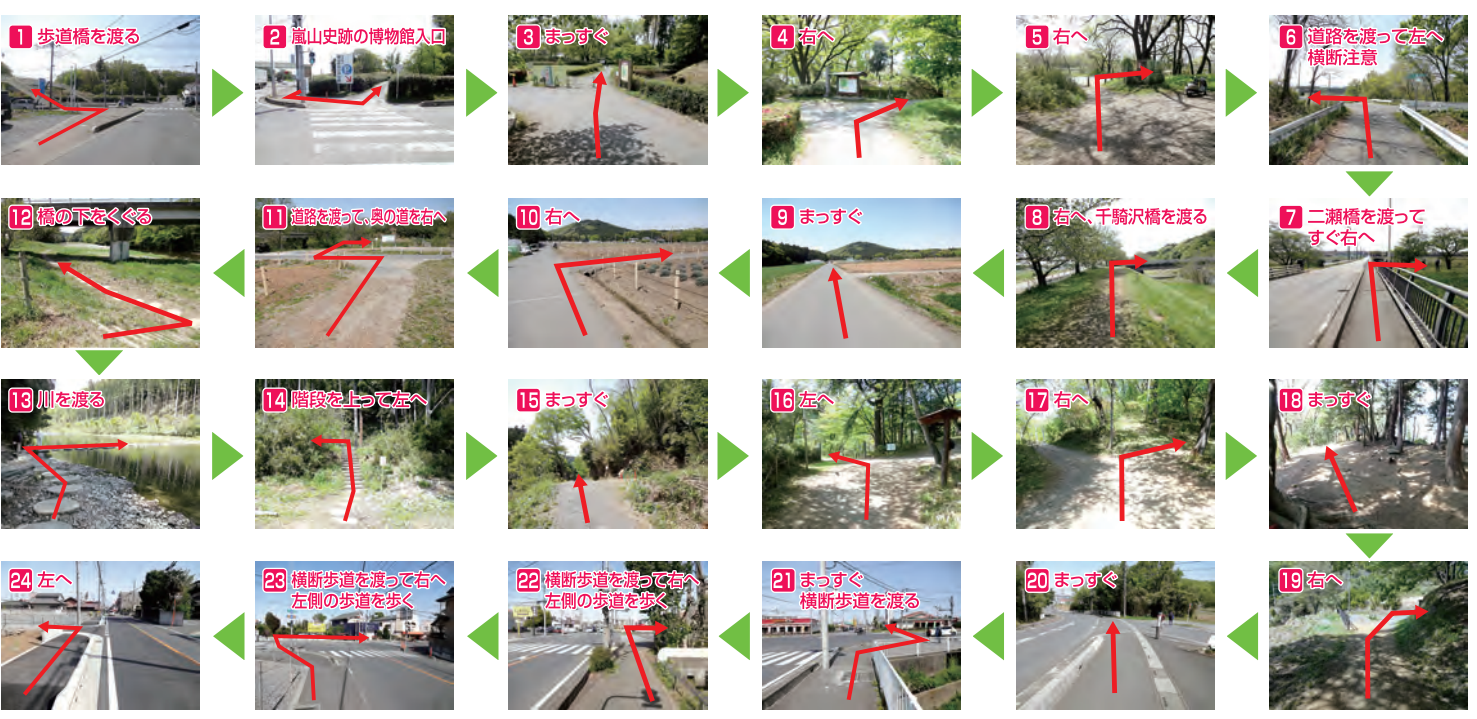 1 歩道橋を渡る
2 嵐山史跡の博物館入口
3 まっすぐ
4 右へ
5 右へ
6 道路を渡って左へ
横断注意
7 二瀬橋を渡って
すぐ右へ
8 右へ、千騎沢橋を渡る
9 まっすぐ
10 右へ
11 道路を渡って、奥の道を右へ
12 橋の下をくぐる
13 川を渡る
14 階段を上って左へ
15 まっすぐ
16 左へ
17 右へ
18 まっすぐ
19 右へ
20 まっすぐ
21 まっすぐ
横断歩道を渡る
22 横断歩道を渡って右へ
左側の歩道を歩く
23 横断歩道を渡って右へ
左側の歩道を歩く
24 左へ